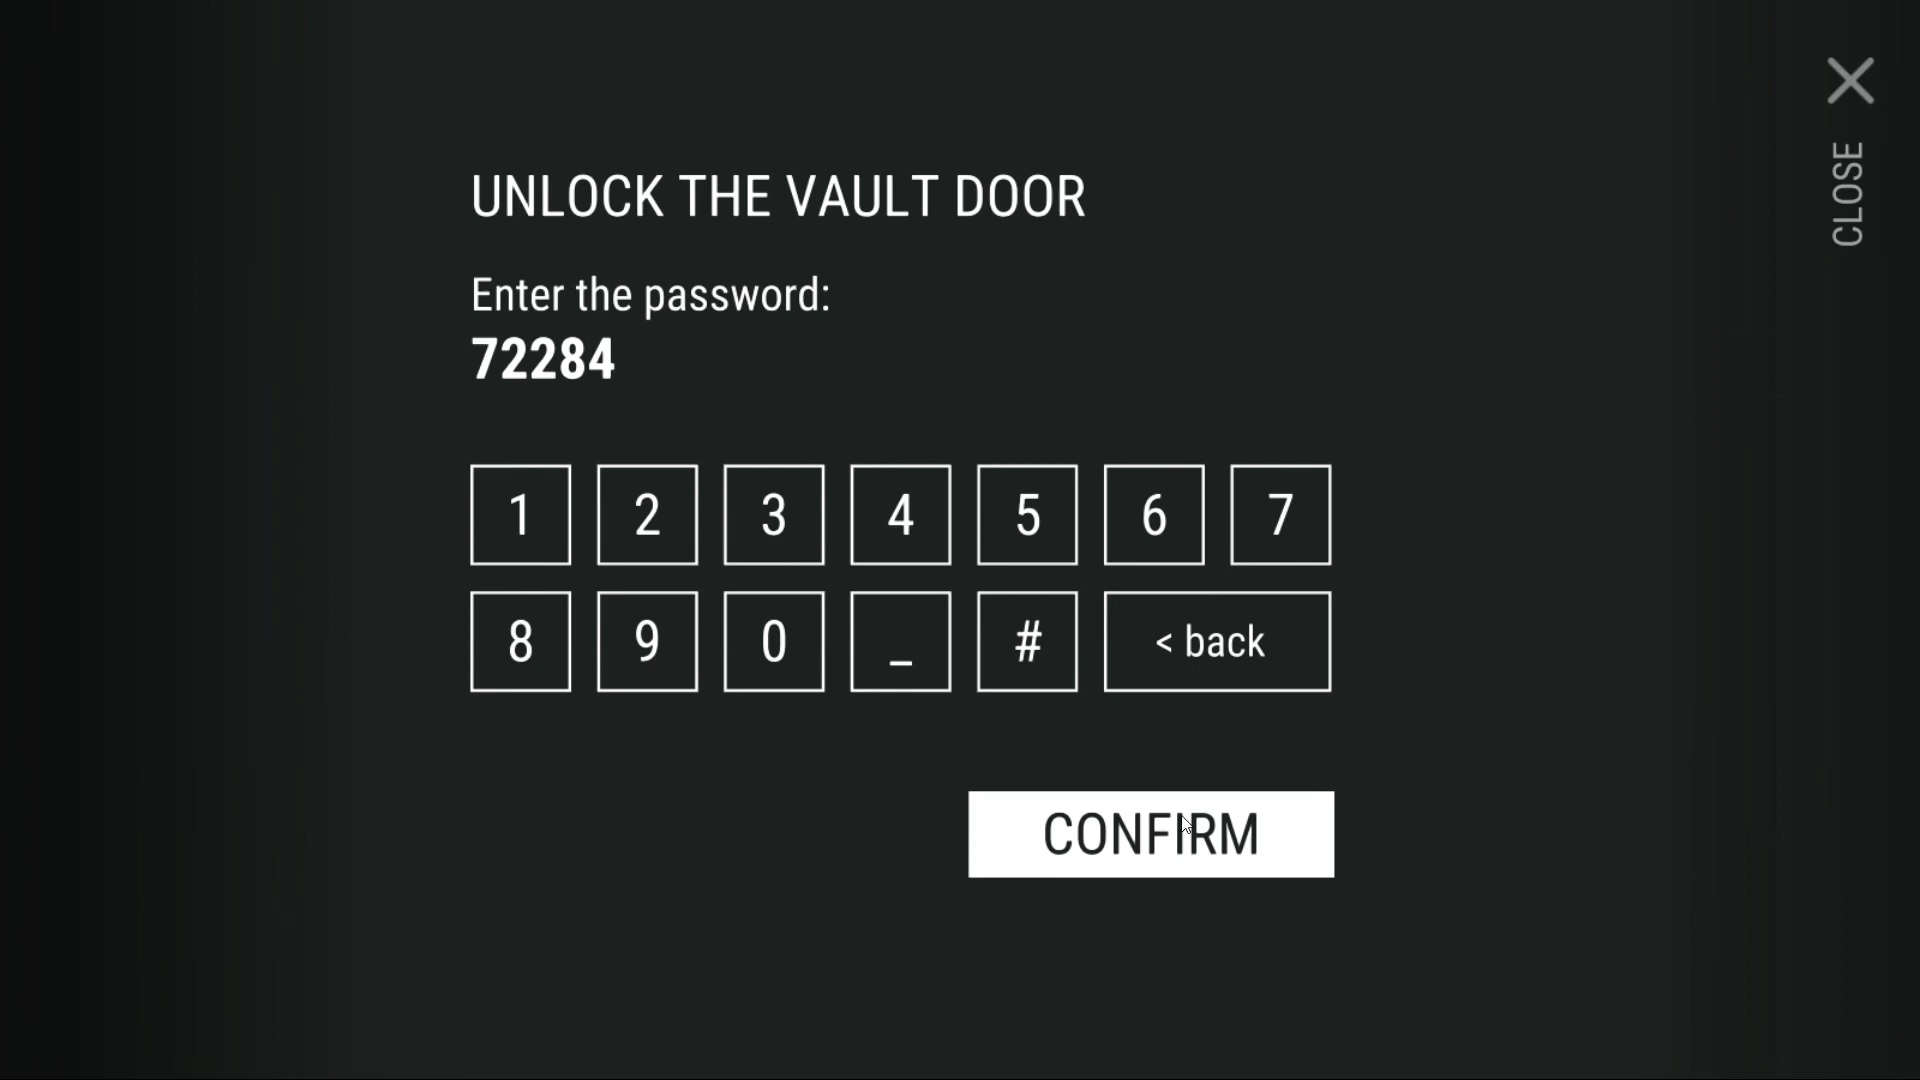 CLOSE
UNLOCK THE VAULT DOOR
Enter the password:
72284
1 2 3 4 5 6 7
8 9 0 _ # < back
CONFIRM